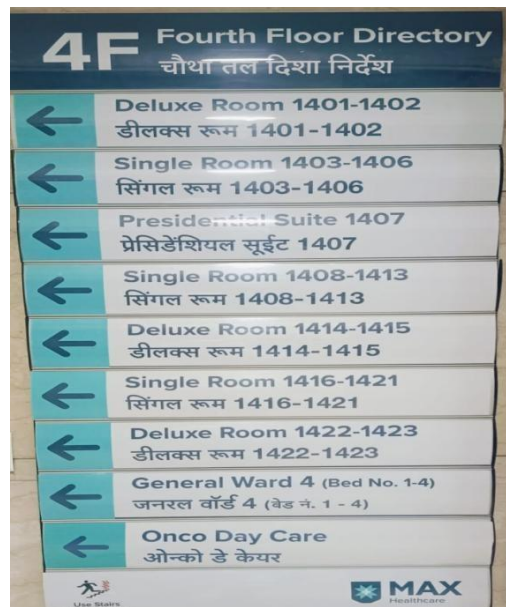 4F Fourth Floor Directory
चौथा तल दिशा निर्देश
Deluxe Room 1401-1402
डीलक्स रूम 1401-1402
Single Room 1403-1406
सिंगल रूम 1403-1406
Presidential Suite 1407
प्रेसिडेंशियल सूईट 1407
Single Room 1408-1413
सिंगल रूम 1408-1413
Deluxe Room 1414-1415
डीलक्स रूम 1414-1415
Single Room 1416-1421
सिंगल रूम 1416-1421
Deluxe Room 1422-1423
डीलक्स रूम 1422-1423
General Ward 4 (Bed No. 1-4)
जनरल वॉर्ड 4 (बेड नं. 1 - 4)
Onco Day Care
ओन्को डे केयर
Use Stairs
MAX
Healthcare